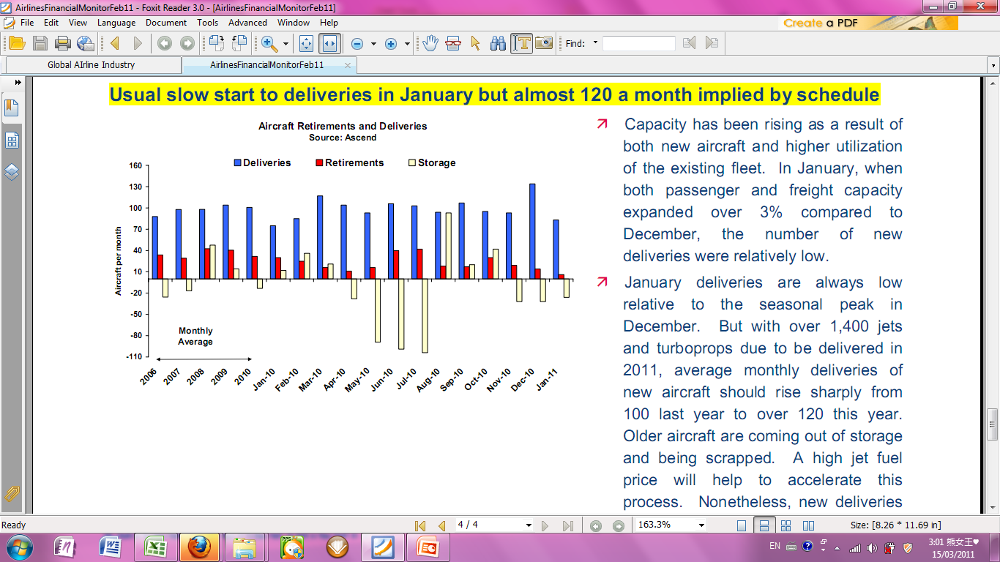 AirlinesFinancialMonitorFeb11 - Foxit Reader 3.0 - [AirlinesFinancialMonitorFeb11]
File Edit View Language Document Tools Advanced Window Help
Create a PDF
Find:
Global AIrline Industry
AirlinesFinancialMonitorFeb11
Usual slow start to deliveries in January but almost 120 a month implied by schedule
Aircraft Retirements and Deliveries
Source: Ascend
Deliveries Retirements Storage
Aircraft per month
160
130
100
70
40
10
-20
-50
-80
-110
Monthly
Average
2006 2007 2008 2009 2010 Jan-10 Feb-10 Mar-10 Apr-10 May-10 Jun-10 Jul-10 Aug-10 Sep-10 Oct-10 Nov-10 Dec-10 Jan-11
Capacity has been rising as a result of
both new aircraft and higher utilization
of the existing fleet. In January, when
both passenger and freight capacity
expanded over 3% compared to
December, the number of new
deliveries were relatively low.
January deliveries are always low
relative to the seasonal peak in
December. But with over 1,400 jets
and turboprops due to be delivered in
2011, average monthly deliveries of
new aircraft should rise sharply from
100 last year to over 120 this year.
Older aircraft are coming out of storage
and being scrapped. A high jet fuel
price will help to accelerate this
process. Nonetheless, new deliveries
Ready
4 / 4
163.3%
Size: [8.26 * 11.69 in]
PPS
EN
3:01 熊女王♥
15/03/2011